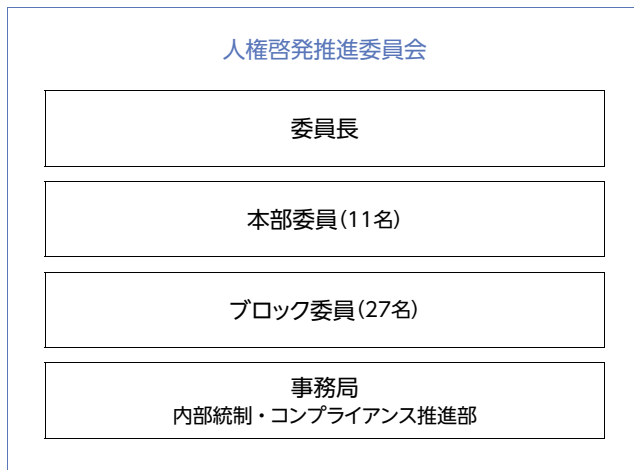 人権啓発推進委員会
委員長
本部委員(11名)
ブロック委員(27名)
事務局
内部統制・コンプライアンス推進部